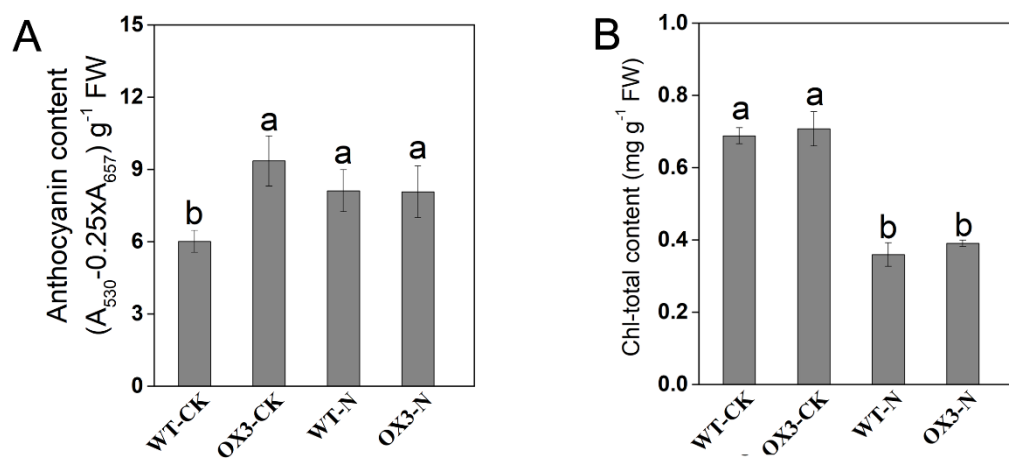 A
Anthocyanin content
(A₅₃₀-0.25xA₆₅₇) g⁻¹ FW
15
12
9
6
3
0
b
a
a
a
WT-CK
OX3-CK
WT-N
OX3-N
B
Chl-total content (mg g⁻¹ FW)
1.0
0.8
0.6
0.4
0.2
0.0
a
a
b
b
WT-CK
OX3-CK
WT-N
OX3-N